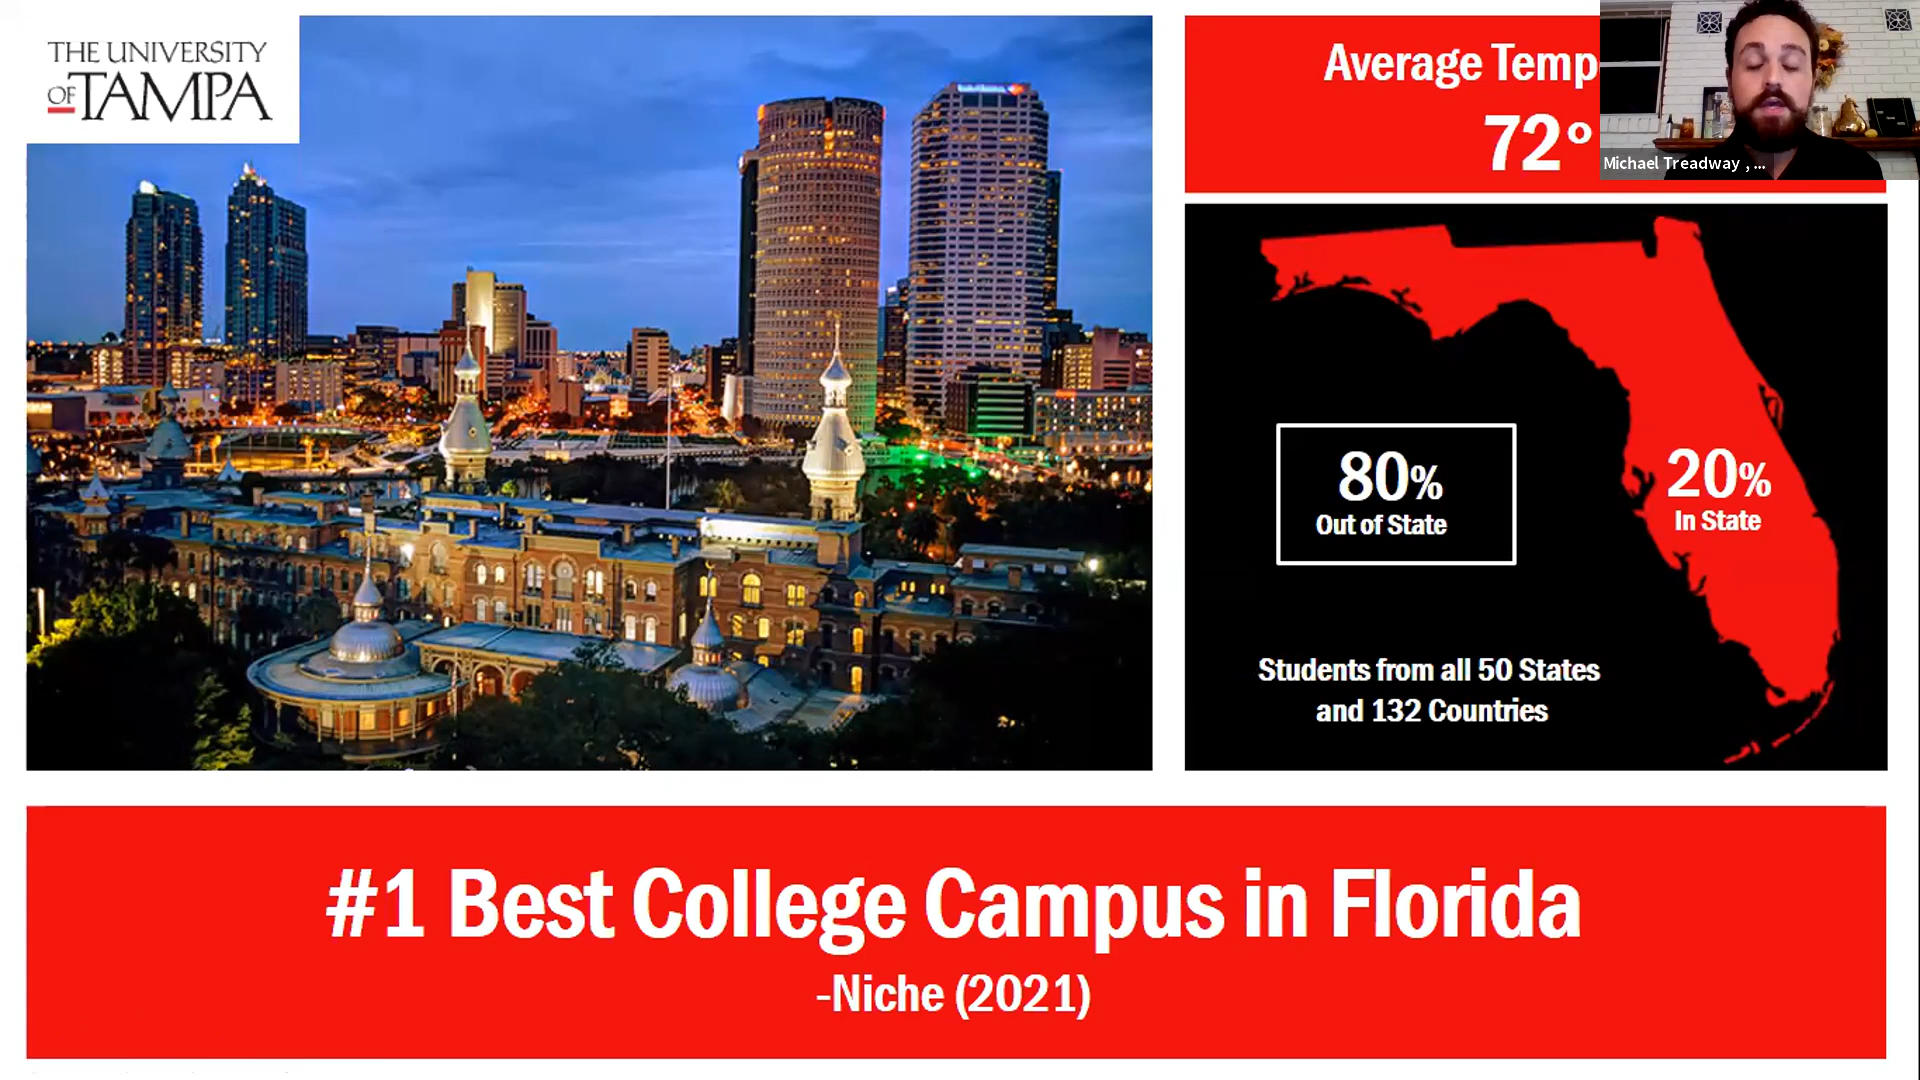 THE UNIVERSITY
OF TAMPA
Average Temp
72°
Michael Treadway , ...
80%
Out of State
20%
In State
Students from all 50 States
and 132 Countries
#1 Best College Campus in Florida
-Niche (2021)